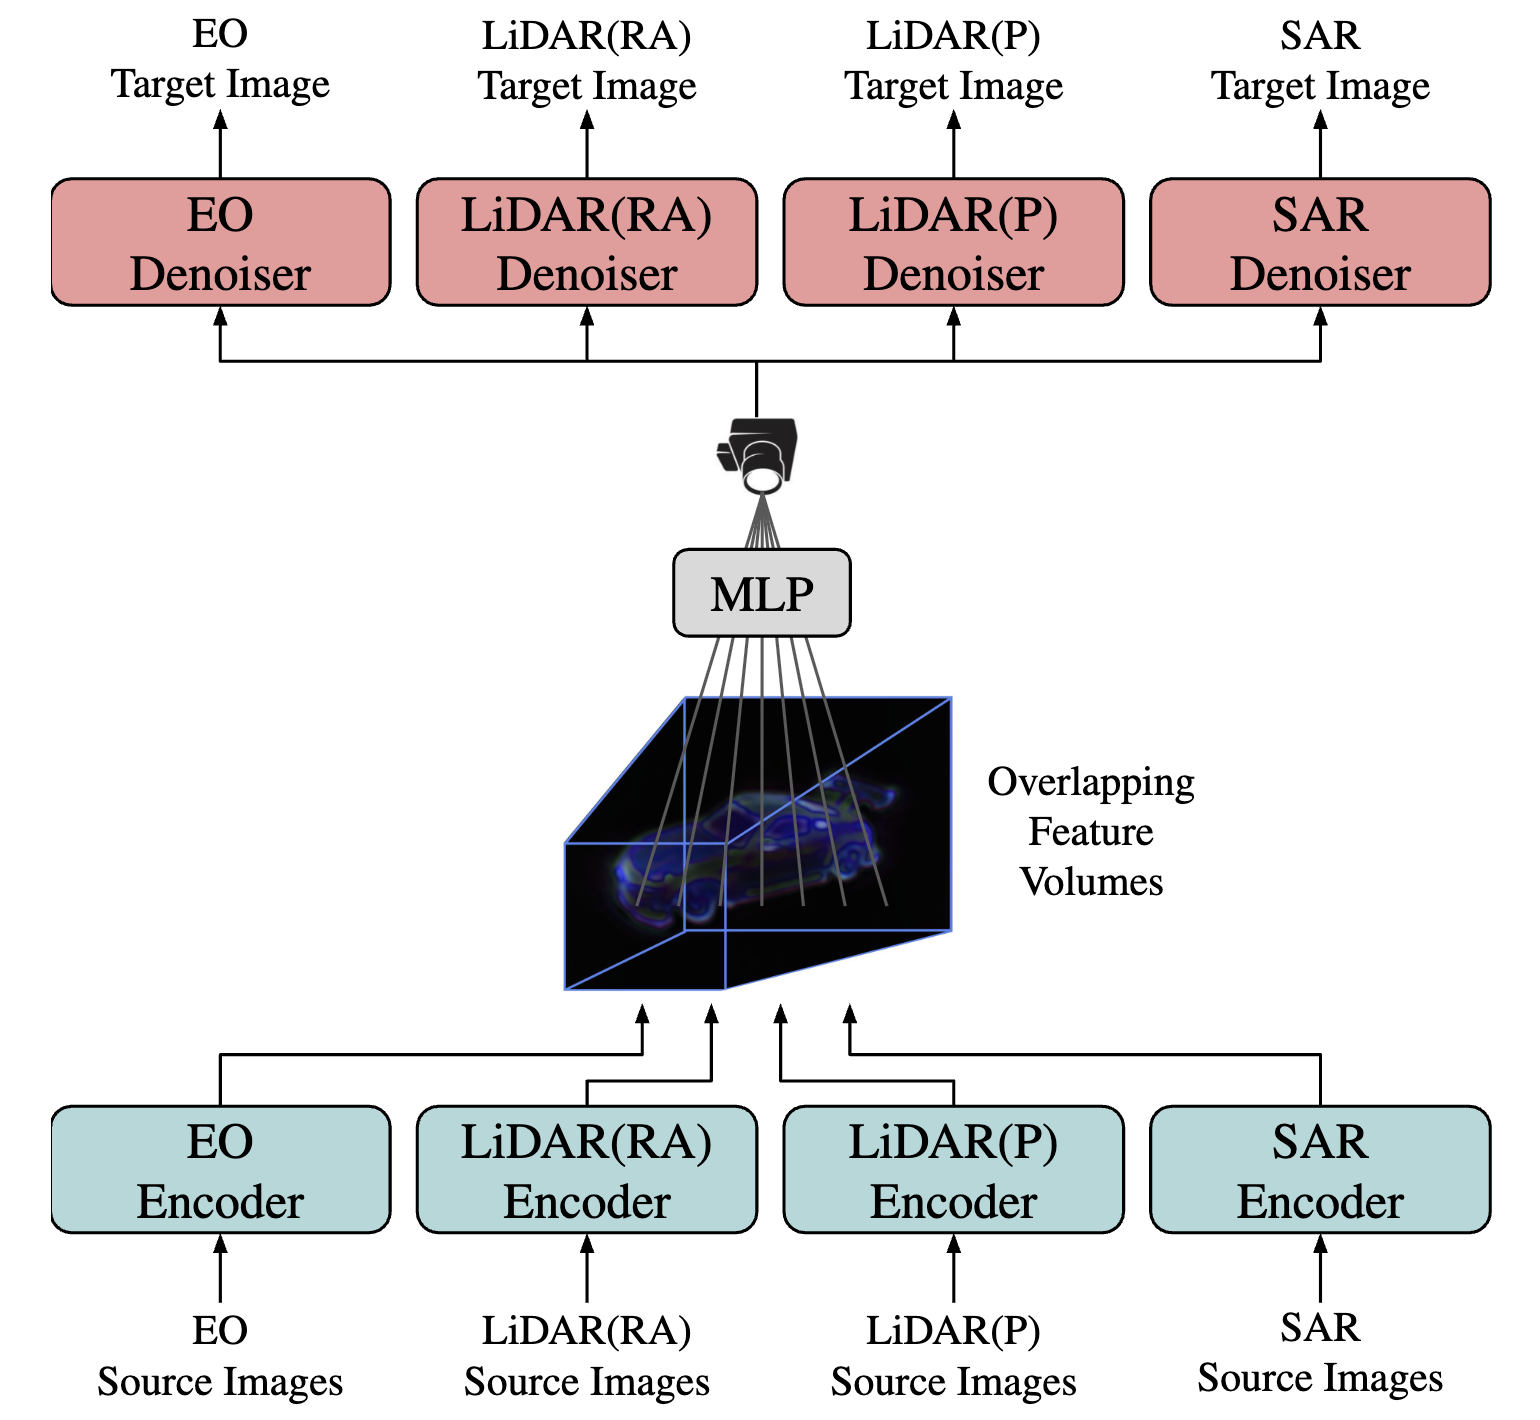 EO
Target Image
LiDAR(RA)
Target Image
LiDAR(P)
Target Image
SAR
Target Image
EO
Denoiser
LiDAR(RA)
Denoiser
LiDAR(P)
Denoiser
SAR
Denoiser
MLP
Overlapping
Feature
Volumes
EO
Encoder
LiDAR(RA)
Encoder
LiDAR(P)
Encoder
SAR
Encoder
EO
Source Images
LiDAR(RA)
Source Images
LiDAR(P)
Source Images
SAR
Source Images